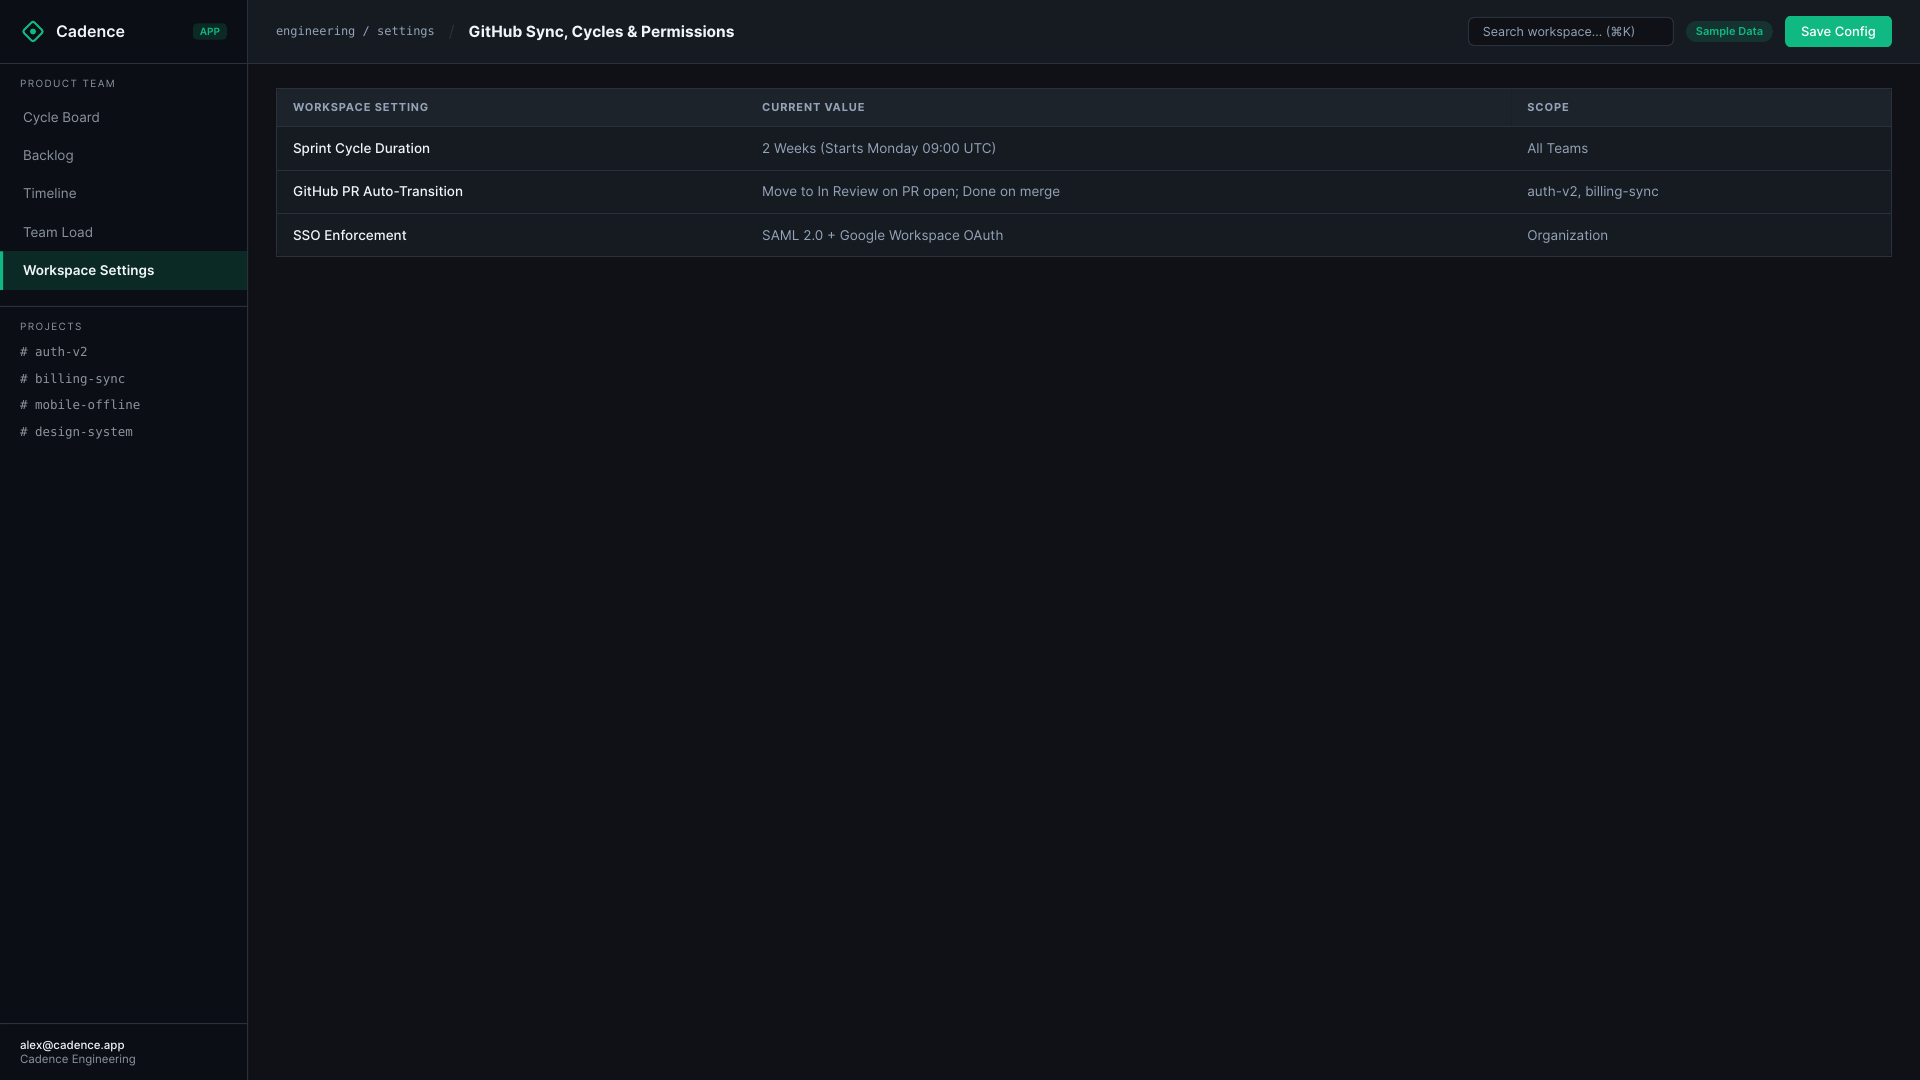 Cadence
APP
PRODUCT TEAM
Cycle Board
Backlog
Timeline
Team Load
Workspace Settings
PROJECTS
# auth-v2
# billing-sync
# mobile-offline
# design-system
alex@cadence.app
Cadence Engineering
engineering / settings / GitHub Sync, Cycles & Permissions
Search workspace... (⌘K)
Sample Data
Save Config
WORKSPACE SETTING CURRENT VALUE SCOPE
Sprint Cycle Duration 2 Weeks (Starts Monday 09:00 UTC) All Teams
GitHub PR Auto-Transition Move to In Review on PR open; Done on merge auth-v2, billing-sync
SSO Enforcement SAML 2.0 + Google Workspace OAuth Organization